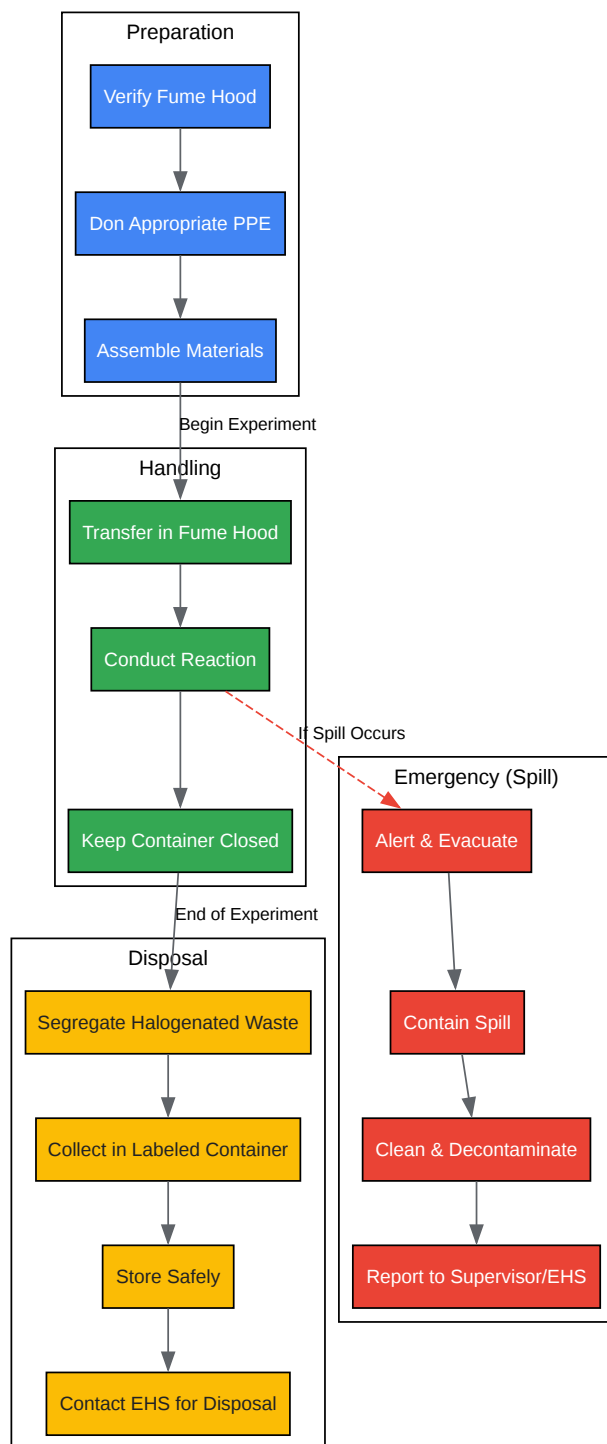 Preparation
Verify Fume Hood
Don Appropriate PPE
Assemble Materials
Begin Experiment
Handling
Transfer in Fume Hood
Conduct Reaction
If Spill Occurs
Keep Container Closed
End of Experiment
Emergency (Spill)
Alert & Evacuate
Contain Spill
Clean & Decontaminate
Report to Supervisor/EHS
Disposal
Segregate Halogenated Waste
Collect in Labeled Container
Store Safely
Contact EHS for Disposal